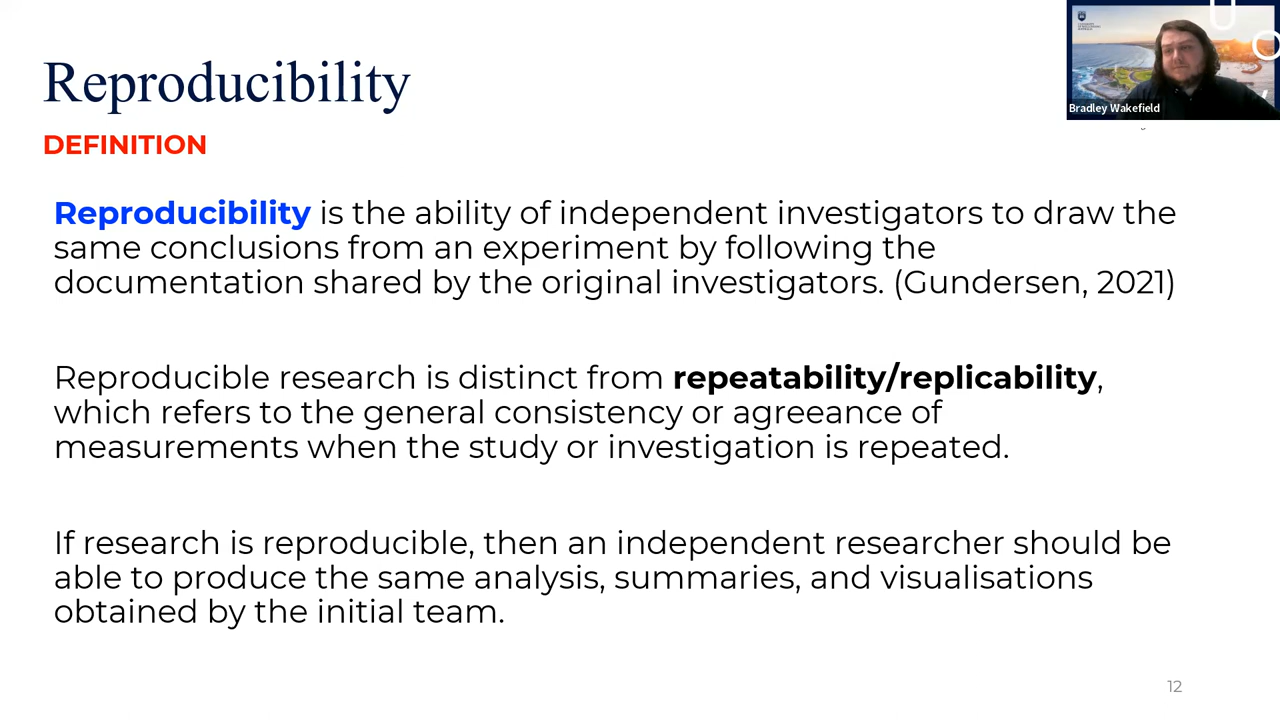 Reproducibility
DEFINITION
Bradley Wakefield
Reproducibility is the ability of independent investigators to draw the
same conclusions from an experiment by following the
documentation shared by the original investigators. (Gundersen, 2021)
Reproducible research is distinct from repeatability/replicability,
which refers to the general consistency or agreeance of
measurements when the study or investigation is repeated.
If research is reproducible, then an independent researcher should be
able to produce the same analysis, summaries, and visualisations
obtained by the initial team.
12